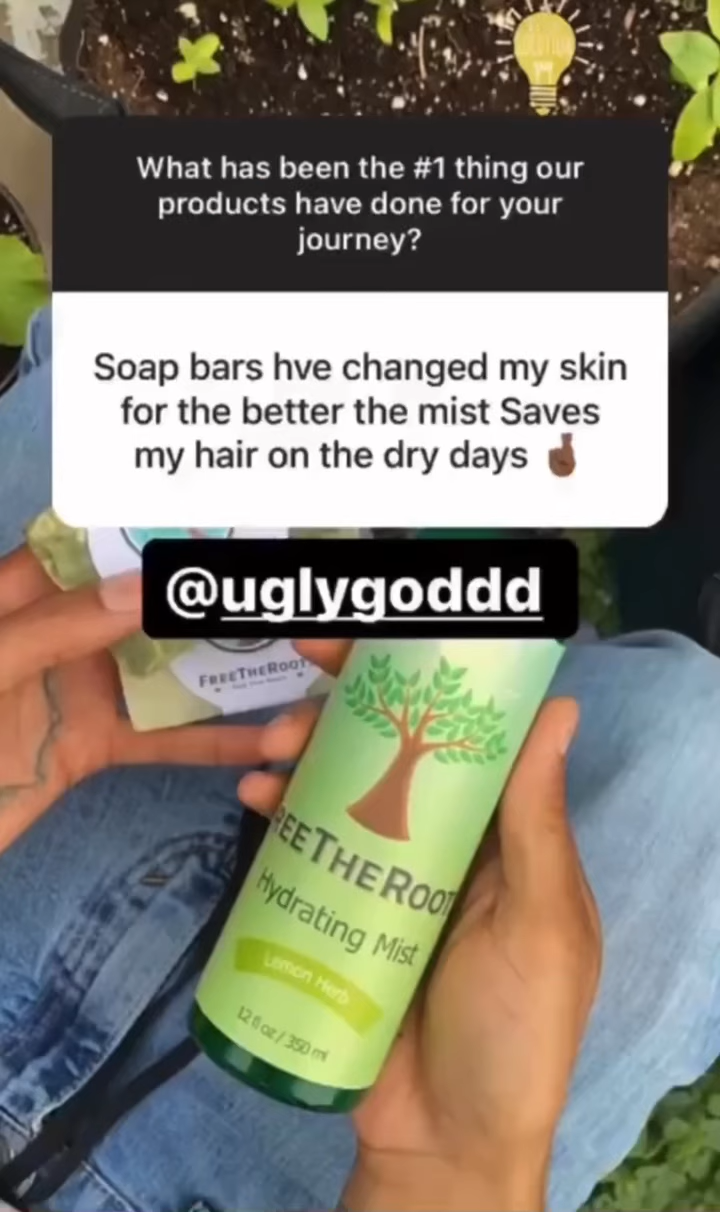 What has been the #1 thing our
products have done for your
journey?
Soap bars hve changed my skin
for the better the mist Saves
my hair on the dry days
@uglygoddd
FREETHEROOT
REETHEROOT
Hydrating Mist
Lemon Herb
12 fl oz / 350 ml